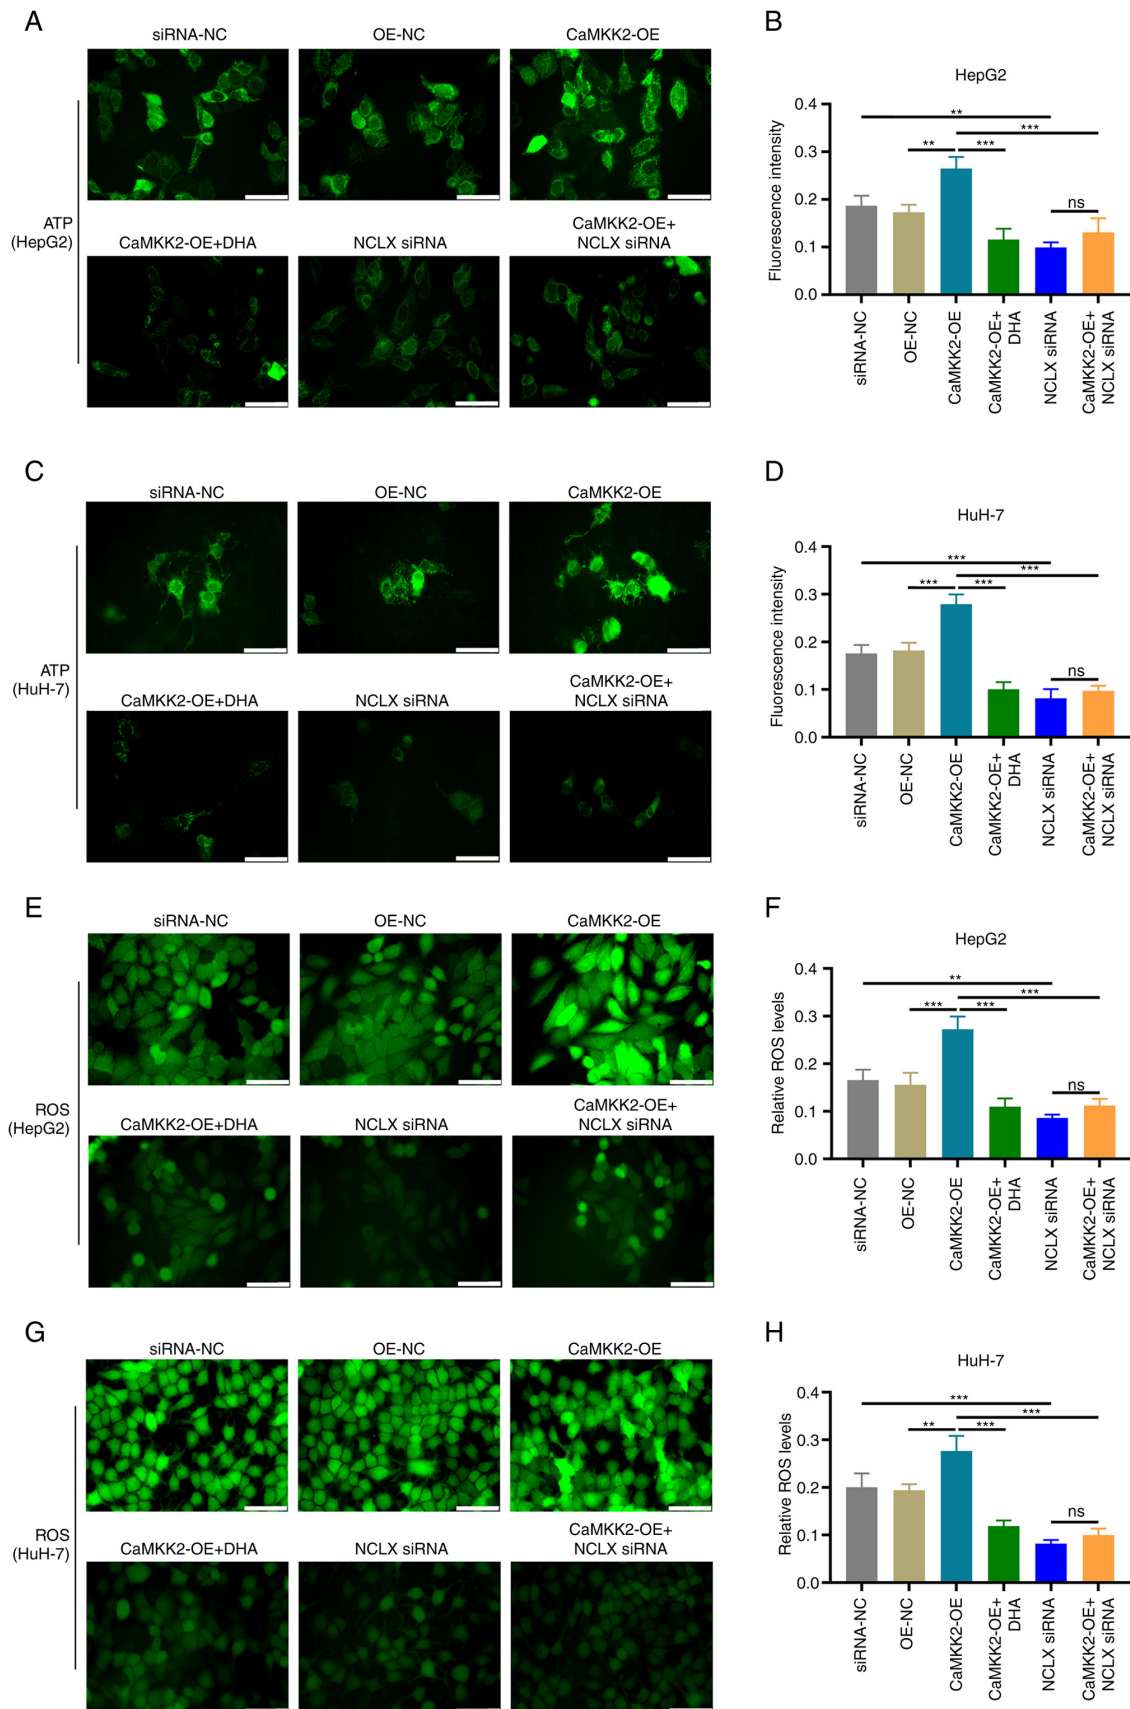 A
siRNA-NC
OE-NC
CaMKK2-OE
ATP
(HepG2)
CaMKK2-OE+DHA
NCLX siRNA
CaMKK2-OE+
NCLX siRNA
B
HepG2
Fluorescence intensity
0.4
0.3
0.2
0.1
0.0
**
***
**
***
ns
siRNA-NC
OE-NC
CaMKK2-OE
CaMKK2-OE+
DHA
NCLX siRNA
CaMKK2-OE+
NCLX siRNA
C
siRNA-NC
OE-NC
CaMKK2-OE
ATP
(HuH-7)
CaMKK2-OE+DHA
NCLX siRNA
CaMKK2-OE+
NCLX siRNA
D
HuH-7
Fluorescence intensity
0.4
0.3
0.2
0.1
0.0
***
***
***
***
ns
siRNA-NC
OE-NC
CaMKK2-OE
CaMKK2-OE+
DHA
NCLX siRNA
CaMKK2-OE+
NCLX siRNA
E
siRNA-NC
OE-NC
CaMKK2-OE
ROS
(HepG2)
CaMKK2-OE+DHA
NCLX siRNA
CaMKK2-OE+
NCLX siRNA
F
HepG2
Relative ROS levels
0.4
0.3
0.2
0.1
0.0
**
***
***
***
ns
siRNA-NC
OE-NC
CaMKK2-OE
CaMKK2-OE+
DHA
NCLX siRNA
CaMKK2-OE+
NCLX siRNA
G
siRNA-NC
OE-NC
CaMKK2-OE
ROS
(HuH-7)
CaMKK2-OE+DHA
NCLX siRNA
CaMKK2-OE+
NCLX siRNA
H
HuH-7
Relative ROS levels
0.4
0.3
0.2
0.1
0.0
***
***
**
***
ns
siRNA-NC
OE-NC
CaMKK2-OE
CaMKK2-OE+
DHA
NCLX siRNA
CaMKK2-OE+
NCLX siRNA